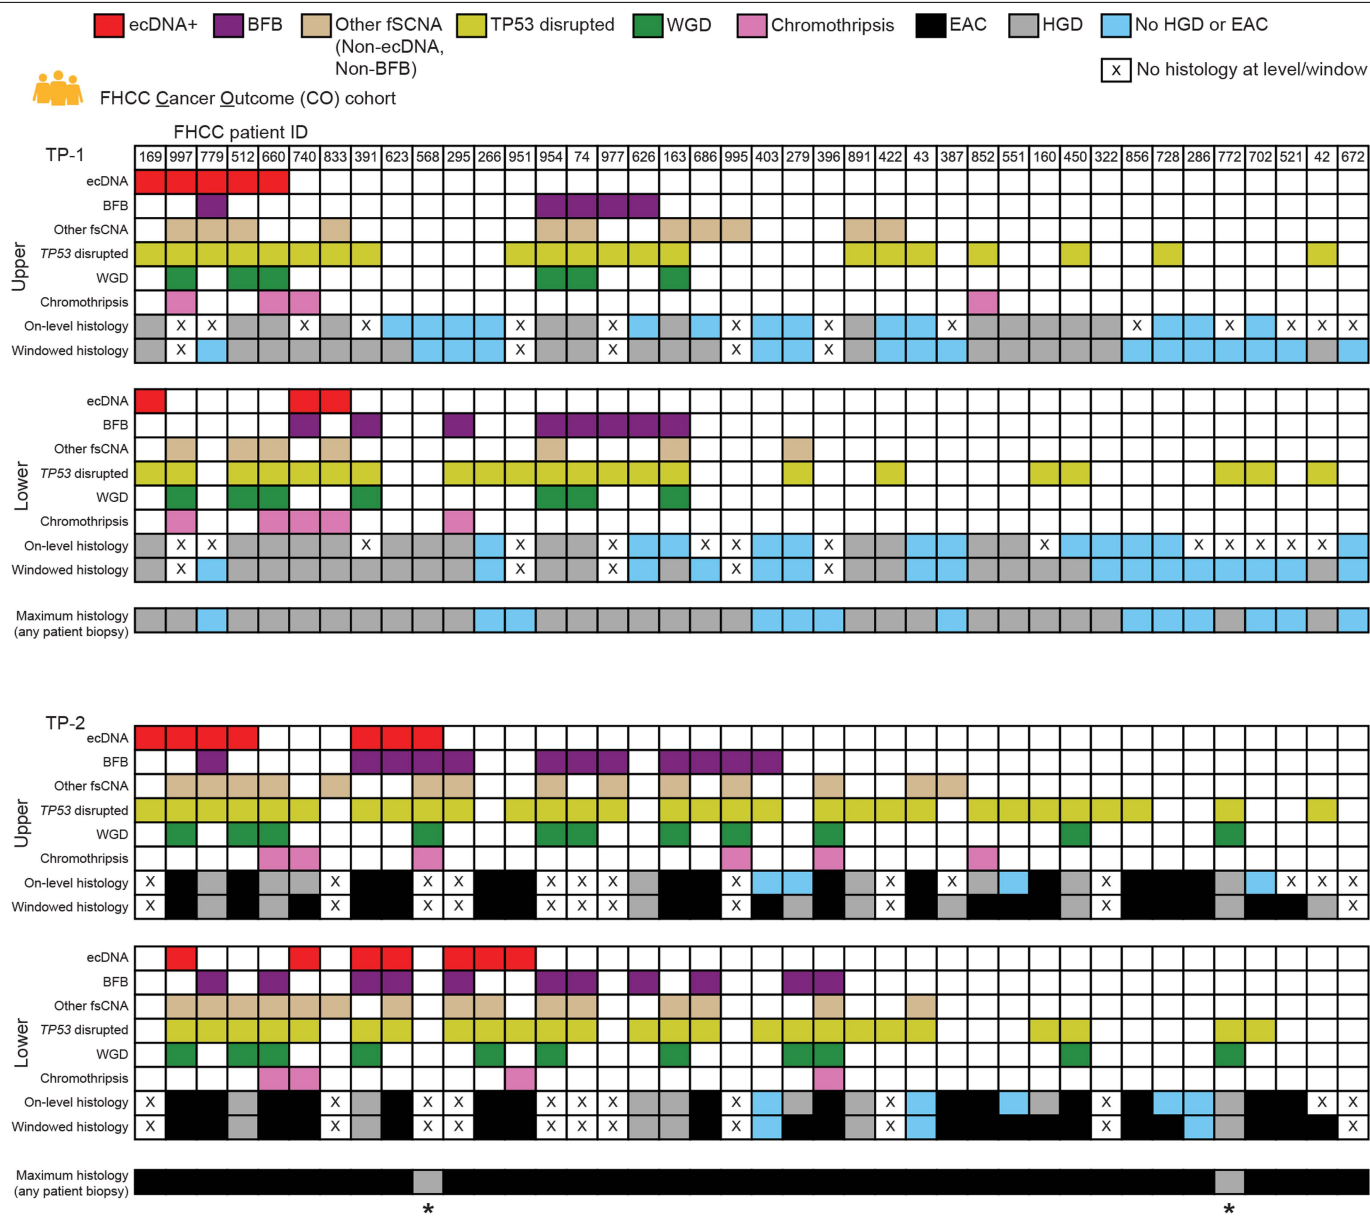 ecDNA+ BFB Other fSCNA TP53 disrupted WGD Chromothripsis EAC HGD No HGD or EAC
(Non-ecDNA,
Non-BFB)
X No histology at level/window
FHCC Cancer Outcome (CO) cohort
FHCC patient ID
TP-1 169 997 779 512 660 740 833 391 623 568 295 266 951 954 74 977 626 163 686 995 403 279 396 891 422 43 387 852 551 160 450 322 856 728 286 772 702 521 42 672
Upper
ecDNA
BFB
Other fsCNA
TP53 disrupted
WGD
Chromothripsis
On-level histology X X X X X X X X X X X X X X
Windowed histology X X X X X
Lower
ecDNA
BFB
Other fsCNA
TP53 disrupted
WGD
Chromothripsis
On-level histology X X X X X X X X X X X X X X
Windowed histology X X X X X
Maximum histology
(any patient biopsy)
TP-2
Upper
ecDNA
BFB
Other fsCNA
TP53 disrupted
WGD
Chromothripsis
On-level histology X X X X X X X X X X X X X X
Windowed histology X X X X X X X X X X X
Lower
ecDNA
BFB
Other fsCNA
TP53 disrupted
WGD
Chromothripsis
On-level histology X X X X X X X X X X X X
Windowed histology X X X X X X X X X X X
Maximum histology
(any patient biopsy)
* *